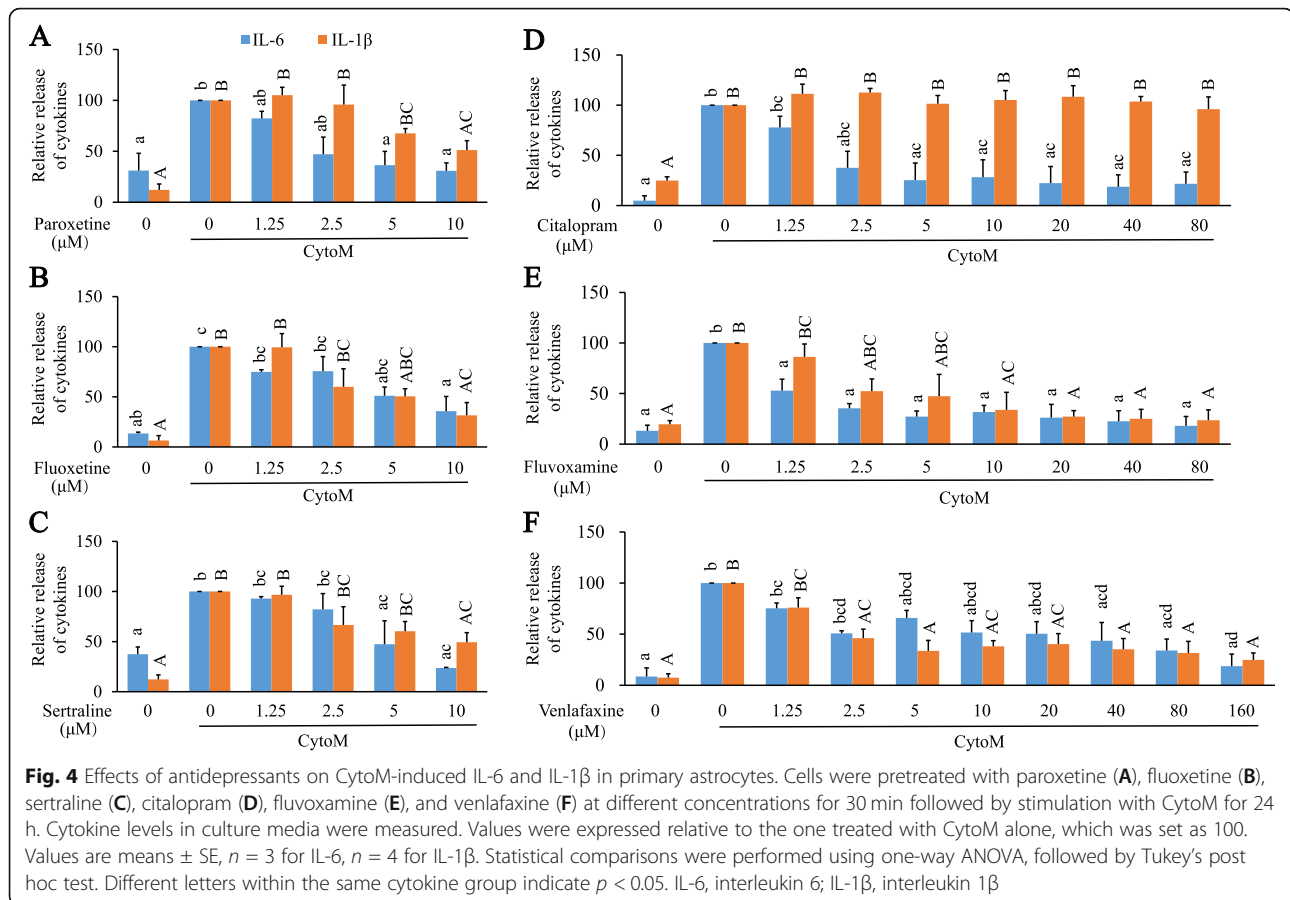 A
IL-6 IL-1β
Relative release
of cytokines
150
100
50
0
a A b B ab B ab B a BC a AC
Paroxetine
(μM)
0 0 1.25 2.5 5 10
CytoM
B
Relative release
of cytokines
150
100
50
0
ab A c B bc B bc BC abc ABC a AC
Fluoxetine
(μM)
0 0 1.25 2.5 5 10
CytoM
C
Relative release
of cytokines
150
100
50
0
a A b B bc B bc BC ac BC ac AC
Sertraline
(μM)
0 0 1.25 2.5 5 10
CytoM
D
Relative release
of cytokines
150
100
50
0
a A b B bc B abc B ac B ac B ac B ac B ac B
Citalopram
(μM)
0 0 1.25 2.5 5 10 20 40 80
CytoM
E
Relative release
of cytokines
150
100
50
0
a A b B a BC a ABC a ABC a AC a A a A a A
Fluvoxamine
(μM)
0 0 1.25 2.5 5 10 20 40 80
CytoM
F
Relative release
of cytokines
150
100
50
0
a A b B bc BC bcd AC abcd A abcd AC abcd AC acd A acd A ad A
Venlafaxine
(μM)
0 0 1.25 2.5 5 10 20 40 80 160
CytoM
Fig. 4 Effects of antidepressants on CytoM-induced IL-6 and IL-1β in primary astrocytes. Cells were pretreated with paroxetine (A), fluoxetine (B),
sertraline (C), citalopram (D), fluvoxamine (E), and venlafaxine (F) at different concentrations for 30 min followed by stimulation with CytoM for 24
h. Cytokine levels in culture media were measured. Values were expressed relative to the one treated with CytoM alone, which was set as 100.
Values are means ± SE, n = 3 for IL-6, n = 4 for IL-1β. Statistical comparisons were performed using one-way ANOVA, followed by Tukey's post
hoc test. Different letters within the same cytokine group indicate p < 0.05. IL-6, interleukin 6; IL-1β, interleukin 1β